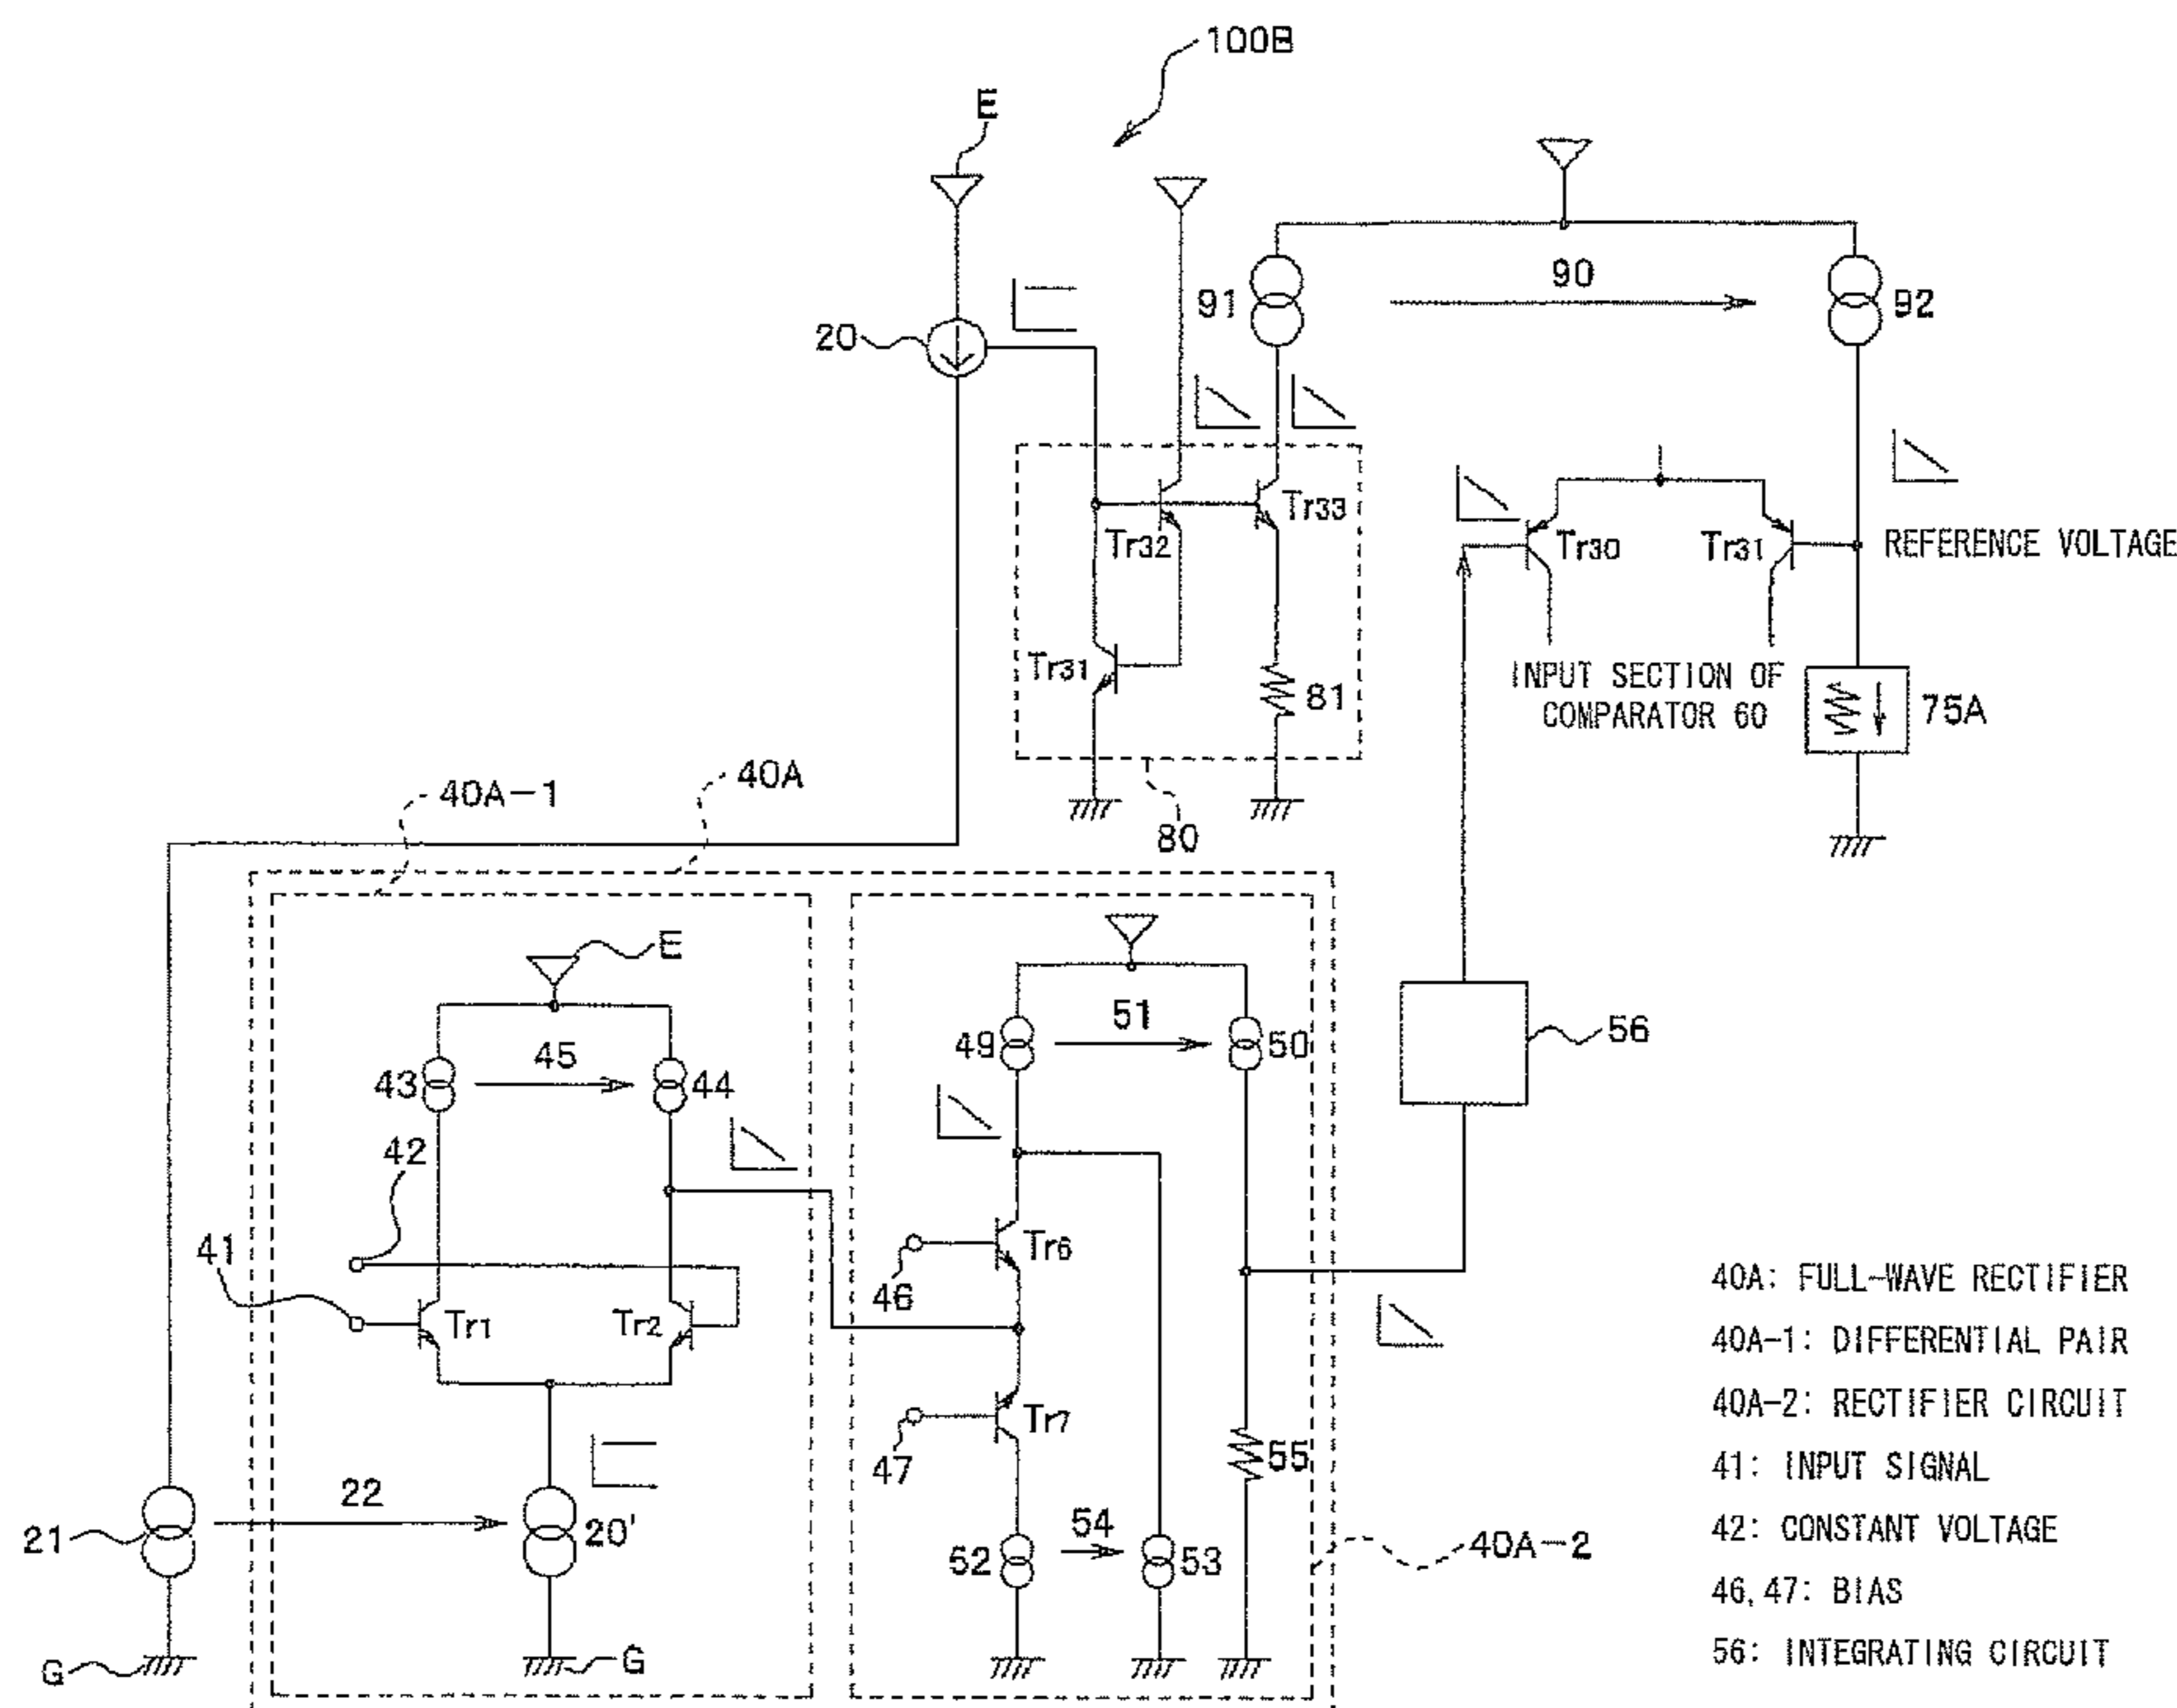 100B
E
90
91
92
20
Tr32
Tr33
Tr30
Tr31
REFERENCE VOLTAGE
Tr31
81
INPUT SECTION OF
COMPARATOR 60
75A
80
40A-1
40A
E
43
45
44
49
51
50
56
42
41
Tr1
Tr2
46
Tr6
47
Tr7
55
21
22
20'
52
54
53
40A-2
G
G
40A: FULL-WAVE RECTIFIER
40A-1: DIFFERENTIAL PAIR
40A-2: RECTIFIER CIRCUIT
41: INPUT SIGNAL
42: CONSTANT VOLTAGE
46,47: BIAS
56: INTEGRATING CIRCUIT